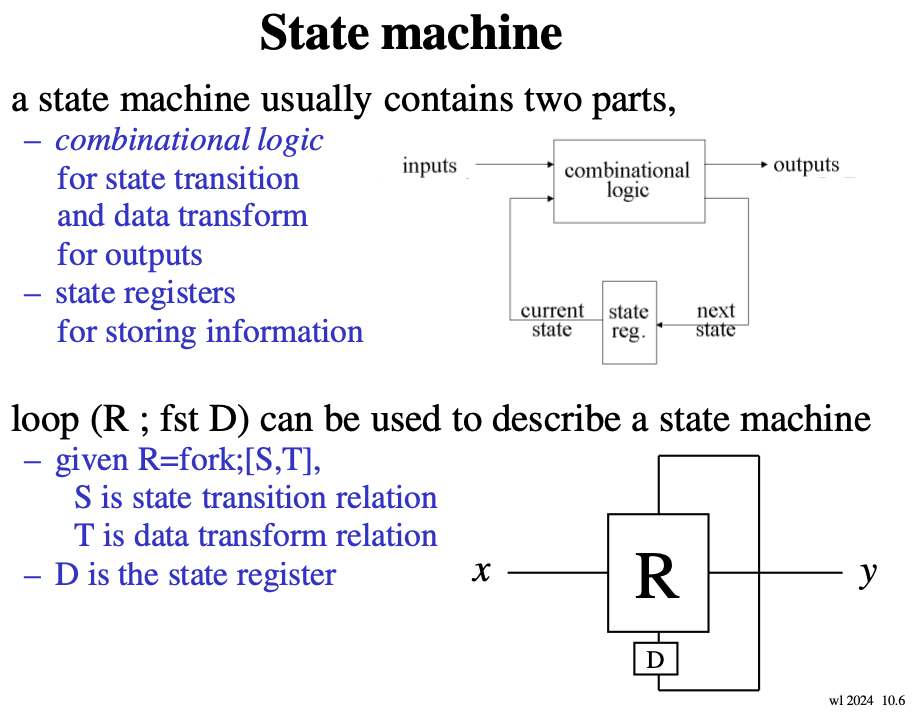 State machine
a state machine usually contains two parts,
– combinational logic
for state transition
and data transform
for outputs
– state registers
for storing information
inputs
combinational
logic
outputs
current
state
state
reg.
next
state
loop (R ; fst D) can be used to describe a state machine
– given R=fork;[S,T],
S is state transition relation
T is data transform relation
– D is the state register
x
R
y
D
wl 2024 10.6